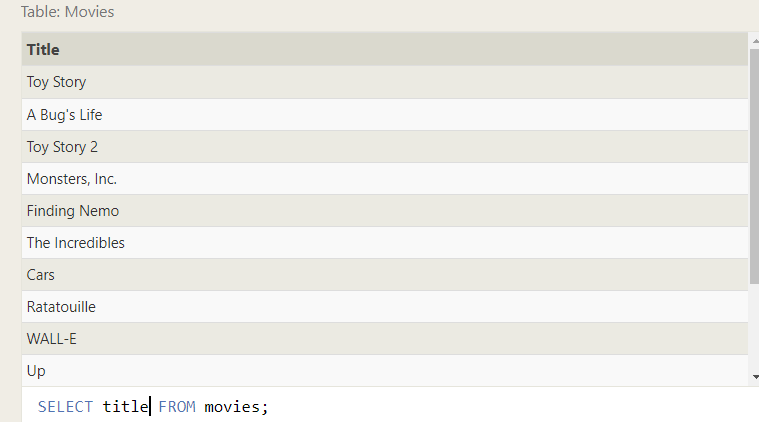 Table: Movies
Title
Toy Story
A Bug's Life
Toy Story 2
Monsters, Inc.
Finding Nemo
The Incredibles
Cars
Ratatouille
WALL-E
Up
SELECT title FROM movies;